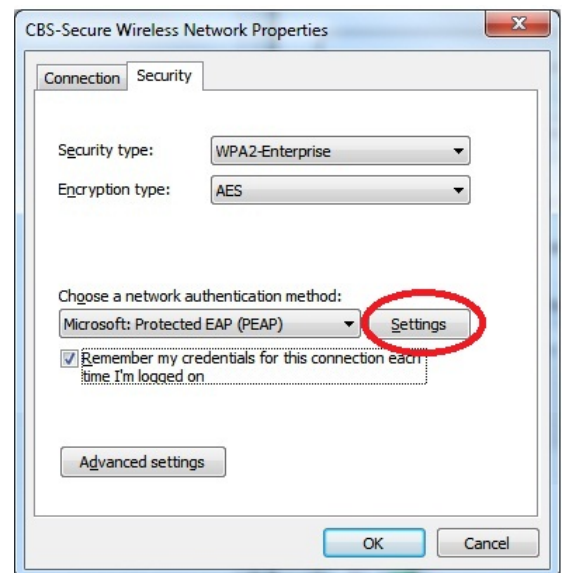 CBS-Secure Wireless Network Properties
Connection Security
Security type: WPA2-Enterprise
Encryption type: AES
Choose a network authentication method:
Microsoft: Protected EAP (PEAP) Settings
Remember my credentials for this connection each
time I'm logged on
Advanced settings
OK Cancel